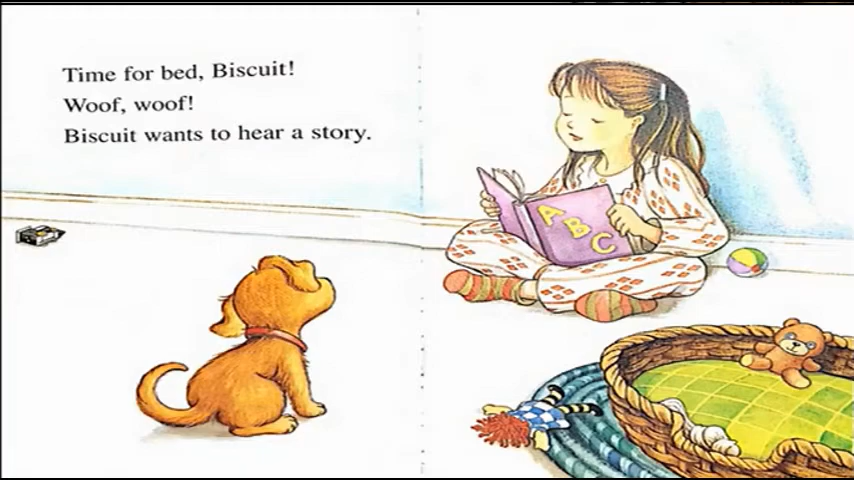 Time for bed, Biscuit!
Woof, woof!
Biscuit wants to hear a story.
ABC